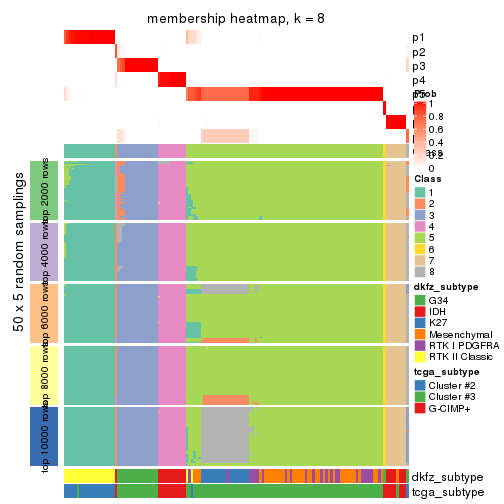 membership heatmap, k = 8
p1
p2
p3
p4
Prob
1
0.8
0.6
0.4
0.2
0
Class
1
2
3
4
5
6
7
8
dkfz_subtype
G34
IDH
K27
Mesenchymal
RTK I PDGFRA
RTK II Classic
tcga_subtype
Cluster #2
Cluster #3
G-CIMP+
50 x 5 random samplings
top 2000 rows
top 4000 rows
top 6000 rows
top 8000 rows
top 10000 rows
dkfz_subtype
tcga_subtype